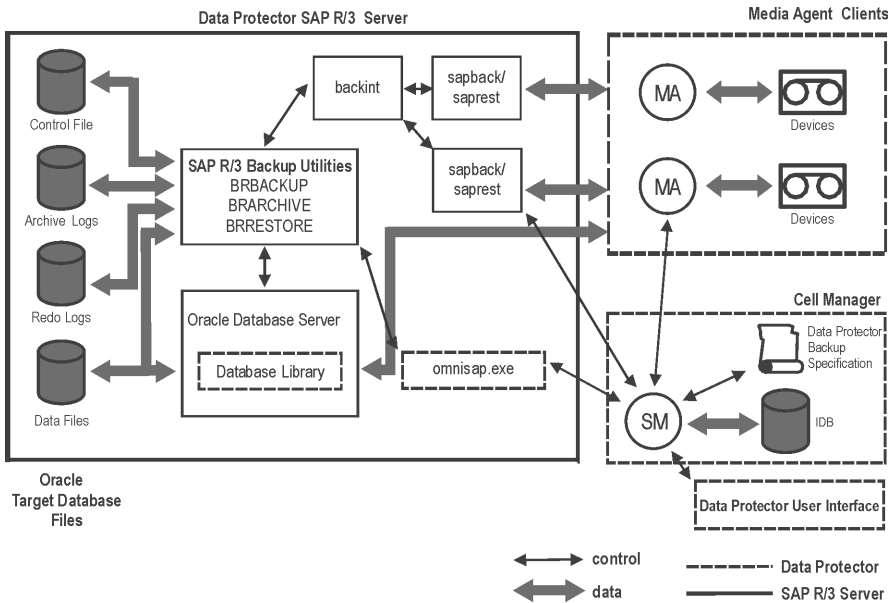 Data Protector SAP R/3 Server
Media Agent Clients
Control File
backint
sapback/
saprest
MA
Devices
Archive Logs
SAP R/3 Backup Utilities
BRBACKUP
BRARCHIVE
BRRESTORE
sapback/
saprest
MA
Devices
Redo Logs
Oracle Database Server
Database Library
Data Files
omnisap.exe
Cell Manager
Data Protector
Backup
Specification
SM
IDB
Oracle
Target Database
Files
Data Protector User Interface
control
data
Data Protector
SAP R/3 Server